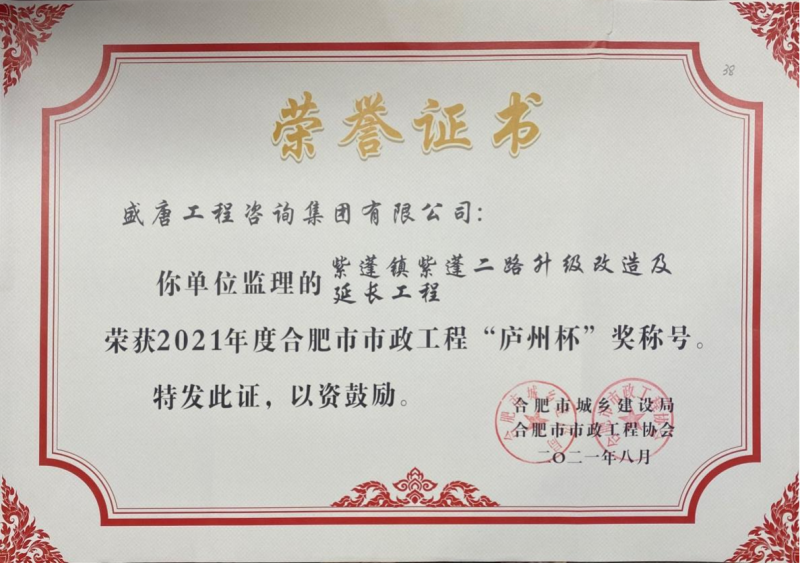 38
荣誉证书
盛唐工程咨询集团有限公司:
你单位监理的紫蓬镇紫蓬二路升级改造及
延长工程
荣获2021年度合肥市市政工程“庐州杯”奖称号。
特发此证，以资鼓励。
合肥市城乡建设局
合肥市市政工程协会
二〇二一年八月